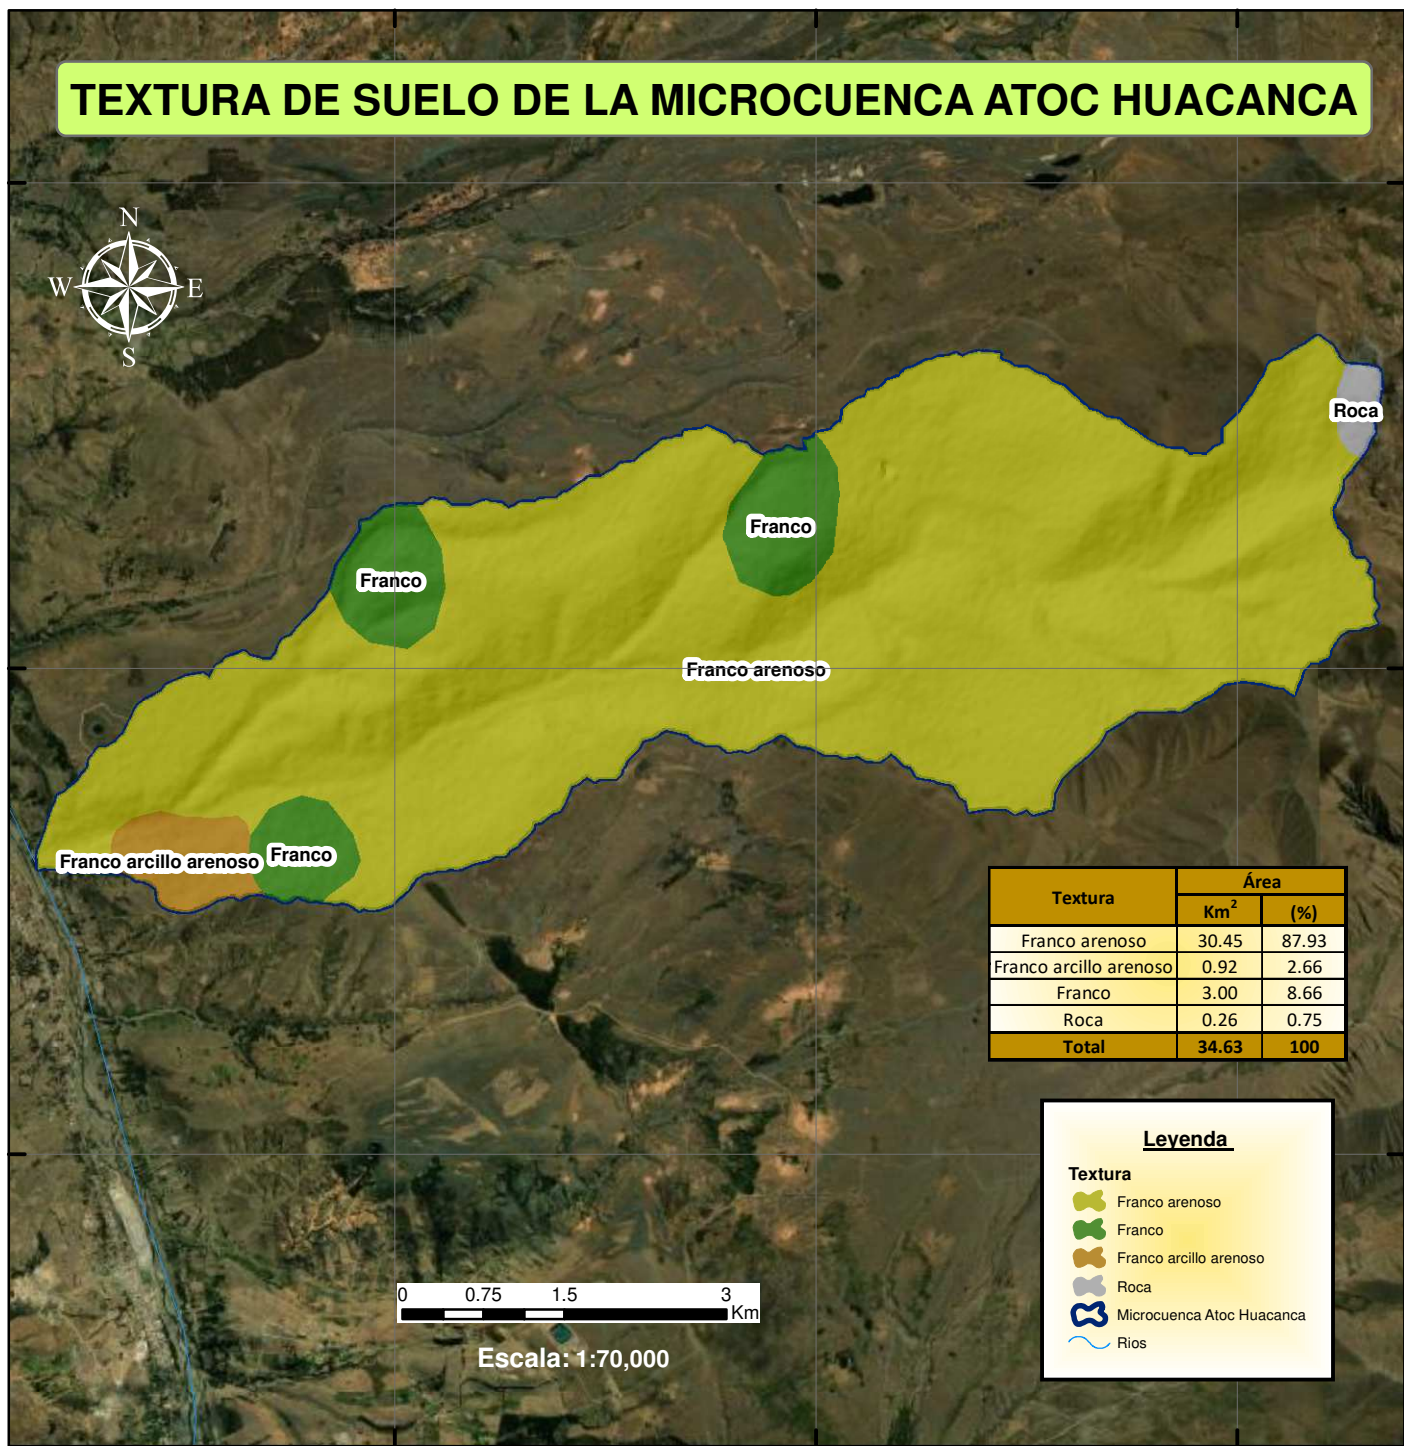 TEXTURA DE SUELO DE LA MICROCUENCA ATOC HUACANCA
N
W E
S
Roca
Franco
Franco
Franco arenoso
Franco arcillo arenoso
Franco
Textura Área
Km2 (%)
Franco arenoso 30.45 87.93
Franco arcillo arenoso 0.92 2.66
Franco 3.00 8.66
Roca 0.26 0.75
Total 34.63 100
Leyenda
Textura
Franco arenoso
Franco
Franco arcillo arenoso
Roca
Microcuenca Atoc Huacanca
Rios
0 0.75 1.5 3
Km
Escala: 1:70,000